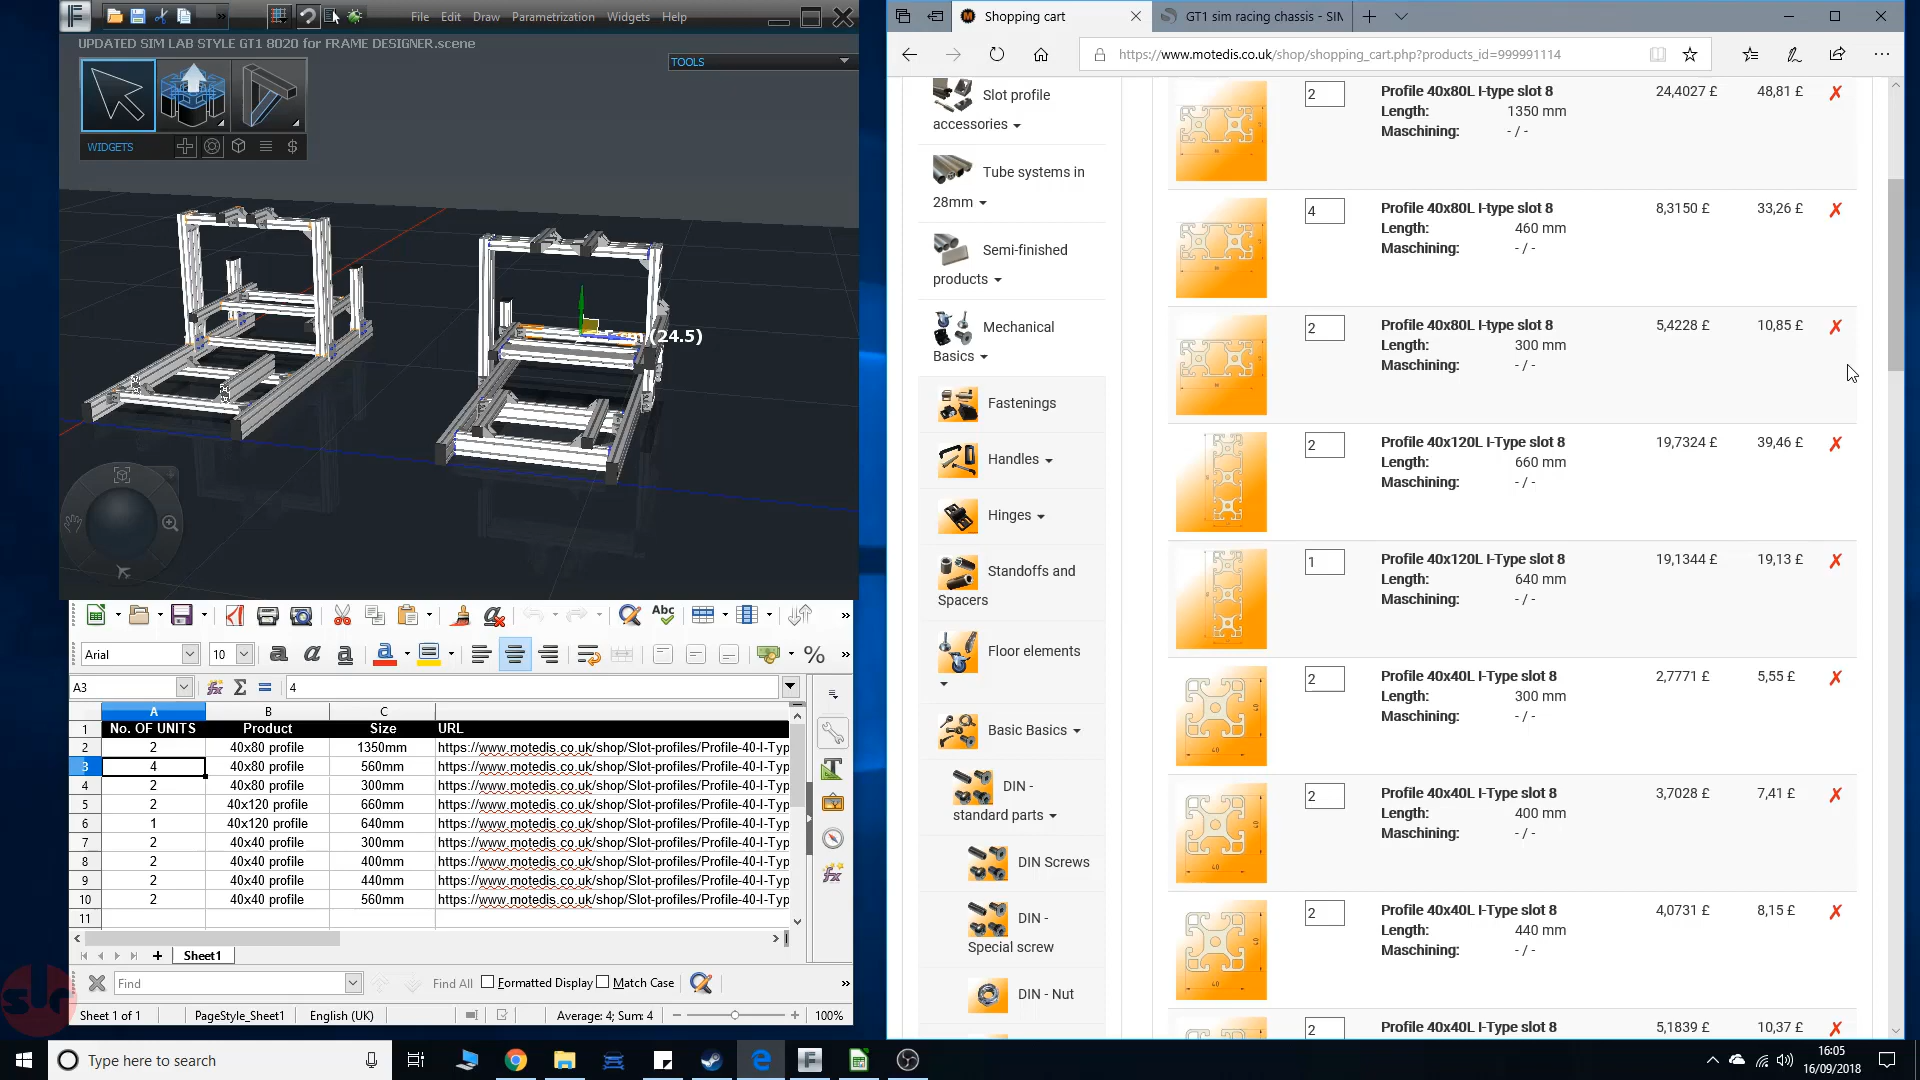 File Edit Draw Parametrization Widgets Help
UPDATED SIM LAB STYLE GT1 8020 for FRAME DESIGNER.scene
TOOLS
WIDGETS
(24.5)
Arial
10
A3
4
A B C
1 No. OF UNITS Product Size URL
2 2 40x80 profile 1350mm https://www.motedis.co.uk/shop/Slot-profiles/Profile-40-I-Typ
3 4 40x80 profile 560mm https://www.motedis.co.uk/shop/Slot-profiles/Profile-40-I-Typ
4 2 40x80 profile 300mm https://www.motedis.co.uk/shop/Slot-profiles/Profile-40-I-Typ
5 2 40x120 profile 660mm https://www.motedis.co.uk/shop/Slot-profiles/Profile-40-I-Typ
6 1 40x120 profile 640mm https://www.motedis.co.uk/shop/Slot-profiles/Profile-40-I-Typ
7 2 40x40 profile 300mm https://www.motedis.co.uk/shop/Slot-profiles/Profile-40-I-Typ
8 2 40x40 profile 400mm https://www.motedis.co.uk/shop/Slot-profiles/Profile-40-I-Typ
9 2 40x40 profile 440mm https://www.motedis.co.uk/shop/Slot-profiles/Profile-40-I-Typ
10 2 40x40 profile 560mm https://www.motedis.co.uk/shop/Slot-profiles/Profile-40-I-Typ
11
Sheet1
Find Find All Formatted Display Match Case
Sheet 1 of 1 PageStyle_Sheet1 English (UK) Average: 4; Sum: 4 100%
Shopping cart
GT1 sim racing chassis - SIM
https://www.motedis.co.uk/shop/shopping_cart.php?products_id=999991114
Slot profile
accessories
Tube systems in
28mm
Semi-finished
products
Mechanical
Basics
Fastenings
Handles
Hinges
Standoffs and
Spacers
Floor elements
Basic Basics
DIN -
standard parts
DIN Screws
DIN -
Special screw
DIN - Nut
2 Profile 40x80L I-type slot 8 24,4027 £ 48,81 £
Length: 1350 mm
Maschining: - / -
4 Profile 40x80L I-type slot 8 8,3150 £ 33,26 £
Length: 460 mm
Maschining: - / -
2 Profile 40x80L I-type slot 8 5,4228 £ 10,85 £
Length: 300 mm
Maschining: - / -
2 Profile 40x120L I-Type slot 8 19,7324 £ 39,46 £
Length: 660 mm
Maschining: - / -
1 Profile 40x120L I-Type slot 8 19,1344 £ 19,13 £
Length: 640 mm
Maschining: - / -
2 Profile 40x40L I-Type slot 8 2,7771 £ 5,55 £
Length: 300 mm
Maschining: - / -
2 Profile 40x40L I-Type slot 8 3,7028 £ 7,41 £
Length: 400 mm
Maschining: - / -
2 Profile 40x40L I-Type slot 8 4,0731 £ 8,15 £
Length: 440 mm
Maschining: - / -
2 Profile 40x40L I-Type slot 8 5,1839 £ 10,37 £
Type here to search
16:05
16/09/2018